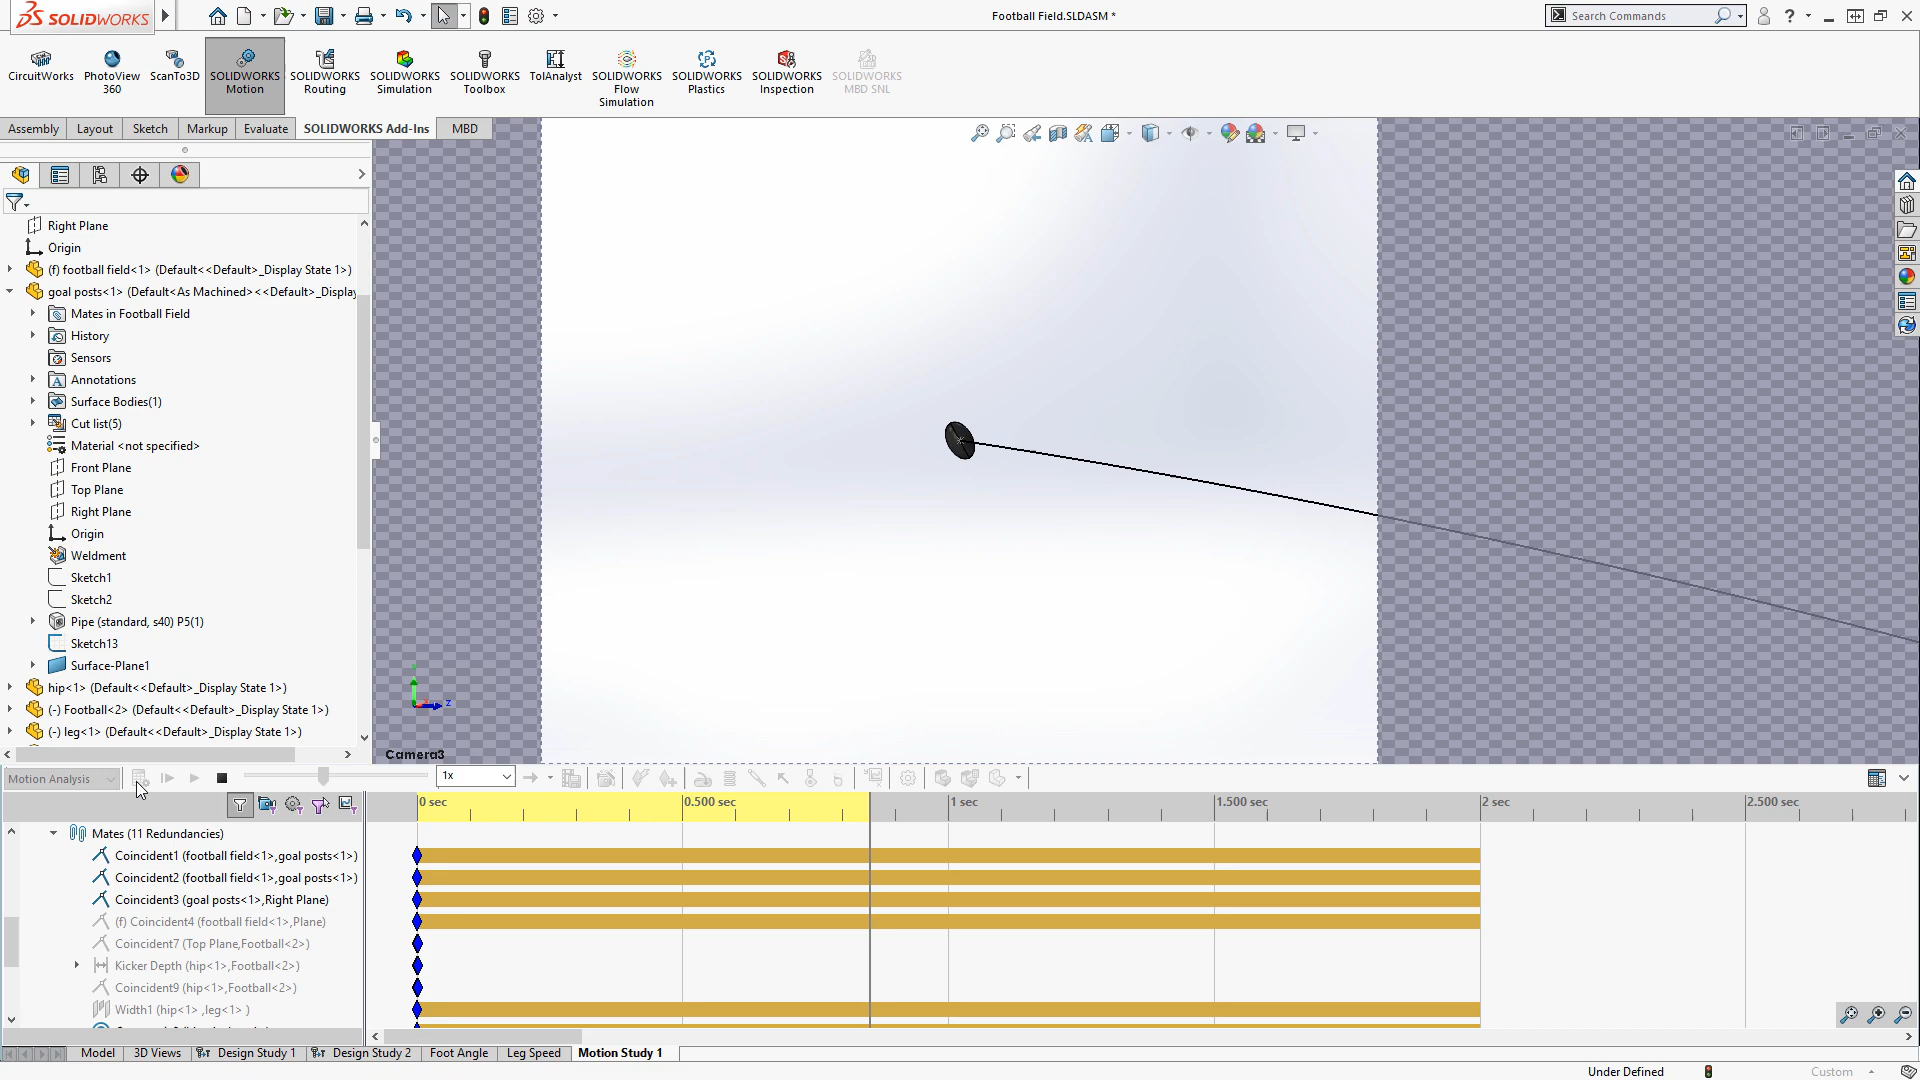 SOLIDWORKS
Football Field.SLDASM *
Search Commands
?
CircuitWorks
PhotoView 360
ScanTo3D
SOLIDWORKS Motion
SOLIDWORKS Routing
SOLIDWORKS Simulation
SOLIDWORKS Toolbox
TolAnalyst
SOLIDWORKS Flow Simulation
SOLIDWORKS Plastics
SOLIDWORKS Inspection
SOLIDWORKS MBD SNL
Assembly
Layout
Sketch
Markup
Evaluate
SOLIDWORKS Add-Ins
MBD
Right Plane
Origin
(f) football field<1> (Default<<Default>_Display State 1>)
goal posts<1> (Default<As Machined><<Default>_Display
Mates in Football Field
History
Sensors
Annotations
Surface Bodies(1)
Cut list(5)
Material <not specified>
Front Plane
Top Plane
Right Plane
Origin
Weldment
Sketch1
Sketch2
Pipe (standard, s40) P5(1)
Sketch13
Surface-Plane1
hip<1> (Default<<Default>_Display State 1>)
(-) Football<2> (Default<<Default>_Display State 1>)
(-) leg<1> (Default<<Default>_Display State 1>)
z
Camera3
Motion Analysis
1x
0 sec
0.500 sec
1 sec
1.500 sec
2 sec
2.500 sec
Mates (11 Redundancies)
Coincident1 (football field<1>,goal posts<1>)
Coincident2 (football field<1>,goal posts<1>)
Coincident3 (goal posts<1>,Right Plane)
(f) Coincident4 (football field<1>,Plane)
Coincident7 (Top Plane,Football<2>)
Kicker Depth (hip<1>,Football<2>)
Coincident9 (hip<1>,Football<2>)
Width1 (hip<1> ,leg<1> )
Model
3D Views
Design Study 1
Design Study 2
Foot Angle
Leg Speed
Motion Study 1
Under Defined
Custom